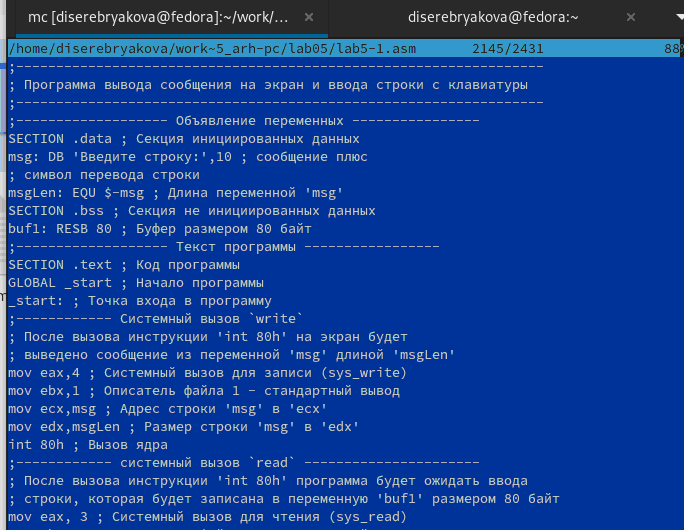 mc [diserebryakova@fedora]:~/work/...
diserebryakova@fedora:~
/home/diserebryakova/work~5_arh-pc/lab05/lab5-1.asm 2145/2431 88%
;------------------------------------------------------------------
; Программа вывода сообщения на экран и ввода строки с клавиатуры
;------------------------------------------------------------------
;------------------- Объявление переменных ----------------
SECTION .data ; Секция инициированных данных
msg: DB 'Введите строку:',10 ; сообщение плюс
; символ перевода строки
msgLen: EQU $-msg ; Длина переменной 'msg'
SECTION .bss ; Секция не инициированных данных
buf1: RESB 80 ; Буфер размером 80 байт
;------------------- Текст программы -----------------
SECTION .text ; Код программы
GLOBAL _start ; Начало программы
_start: ; Точка входа в программу
;------------ Системный вызов `write`
; После вызова инструкции 'int 80h' на экран будет
; выведено сообщение из переменной 'msg' длиной 'msgLen'
mov eax,4 ; Системный вызов для записи (sys_write)
mov ebx,1 ; Описатель файла 1 - стандартный вывод
mov ecx,msg ; Адрес строки 'msg' в 'ecx'
mov edx,msgLen ; Размер строки 'msg' в 'edx'
int 80h ; Вызов ядра
;------------ системный вызов `read` ----------------------
; После вызова инструкции 'int 80h' программа будет ожидать ввода
; строки, которая будет записана в переменную 'buf1' размером 80 байт
mov eax, 3 ; Системный вызов для чтения (sys_read)